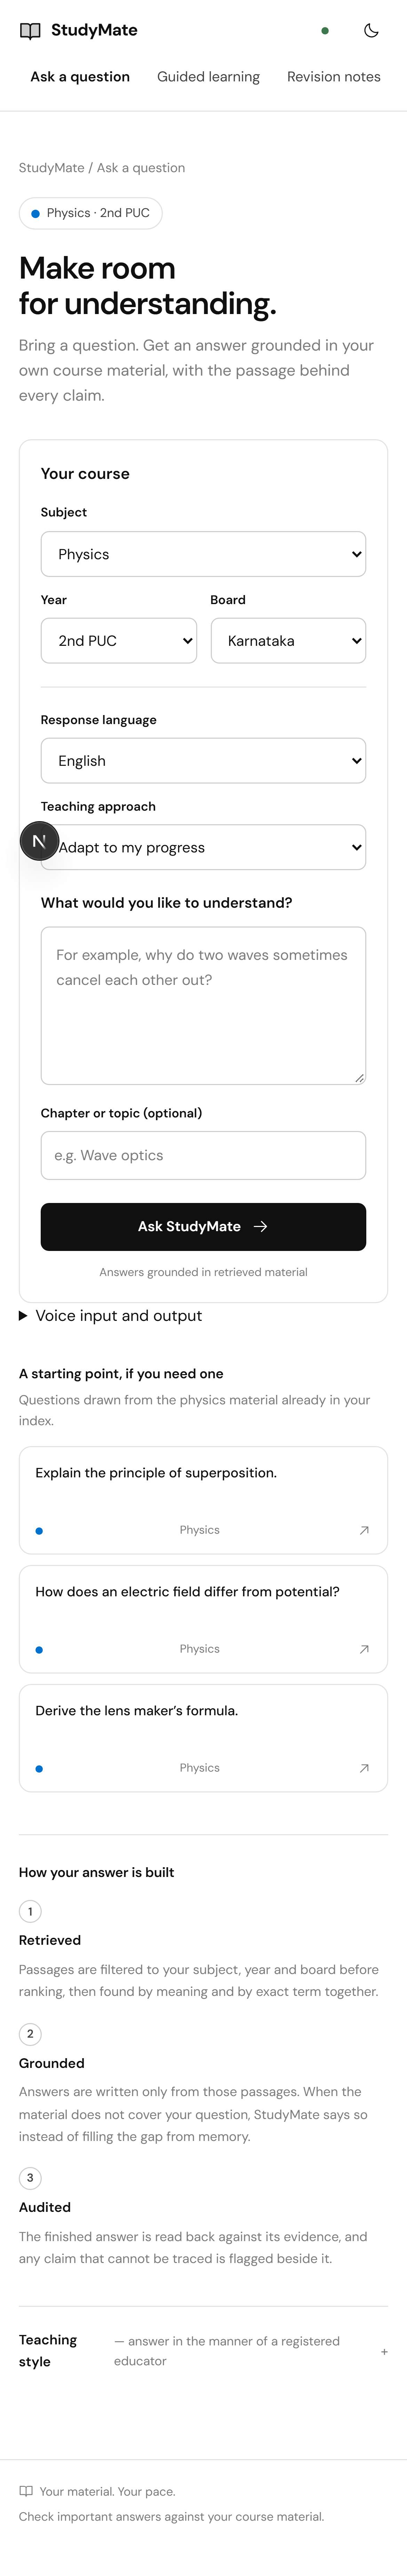 StudyMate
Ask a question
Guided learning
Revision notes
StudyMate / Ask a question
Physics · 2nd PUC
Make room
for understanding.
Bring a question. Get an answer grounded in your
own course material, with the passage behind
every claim.
Your course
Subject
Physics
Year
Board
2nd PUC
Karnataka
Response language
English
Teaching approach
N
Adapt to my progress
What would you like to understand?
For example, why do two waves sometimes
cancel each other out?
Chapter or topic (optional)
e.g. Wave optics
Ask StudyMate →
Answers grounded in retrieved material
Voice input and output
A starting point, if you need one
Questions drawn from the physics material already in your
index.
Explain the principle of superposition.
Physics
How does an electric field differ from potential?
Physics
Derive the lens maker’s formula.
Physics
How your answer is built
1
Retrieved
Passages are filtered to your subject, year and board before
ranking, then found by meaning and by exact term together.
2
Grounded
Answers are written only from those passages. When the
material does not cover your question, StudyMate says so
instead of filling the gap from memory.
3
Audited
The finished answer is read back against its evidence, and
any claim that cannot be traced is flagged beside it.
Teaching
style
— answer in the manner of a registered
educator
+
Your material. Your pace.
Check important answers against your course material.